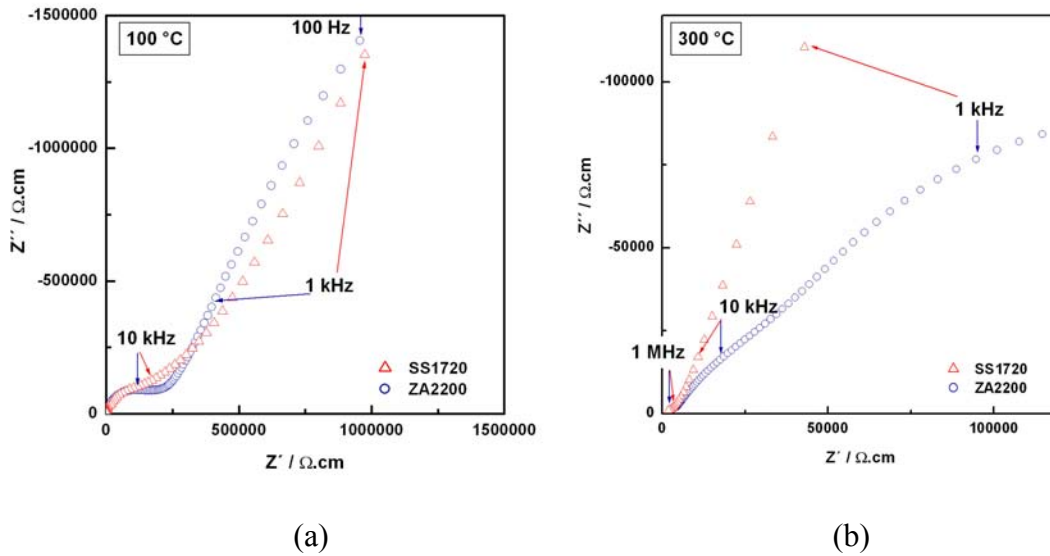 100 °C
100 Hz
1 kHz
10 kHz
SS1720
ZA2200
-1500000
-1000000
-500000
0
0
500000
1000000
1500000
Z´´ / Ω.cm
Z´ / Ω.cm
(a)
300 °C
1 kHz
10 kHz
1 MHz
SS1720
ZA2200
-100000
-50000
0
0
50000
100000
Z´´ / Ω.cm
Z´ / Ω.cm
(b)